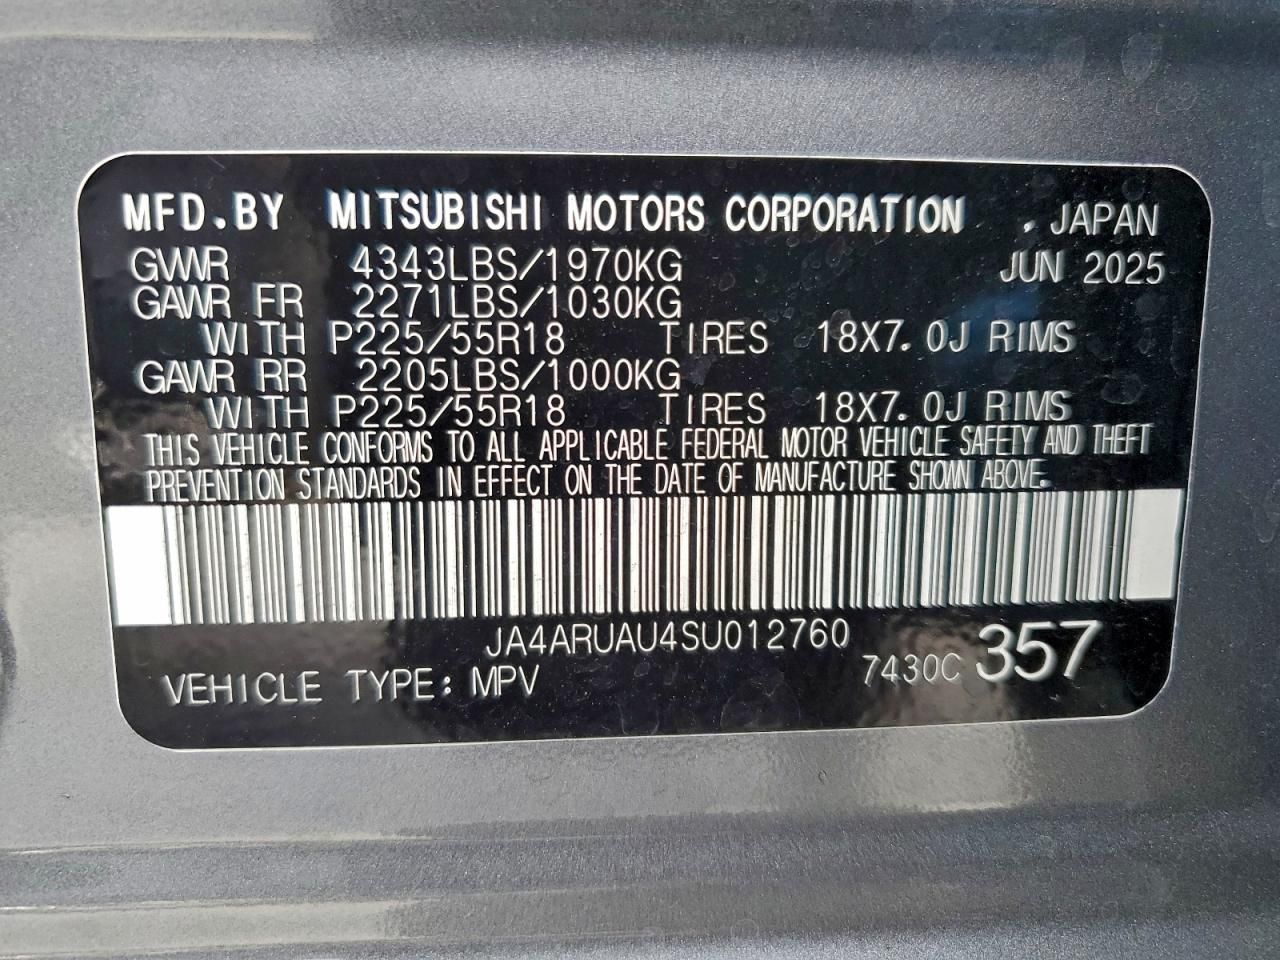 MFD.BY MITSUBISHI MOTORS CORPORATION . JAPAN
GVWR 4343LBS/1970KG JUN 2025
GAWR FR 2271LBS/1030KG
WITH P225/55R18 TIRES 18X7.0J RIMS
GAWR RR 2205LBS/1000KG
WITH P225/55R18 TIRES 18X7.0J RIMS
THIS VEHICLE CONFORMS TO ALL APPLICABLE FEDERAL MOTOR VEHICLE SAFETY AND THEFT
PREVENTION STANDARDS IN EFFECT ON THE DATE OF MANUFACTURE SHOWN ABOVE.
JA4ARUAU4SU012760
VEHICLE TYPE: MPV 7430C 357